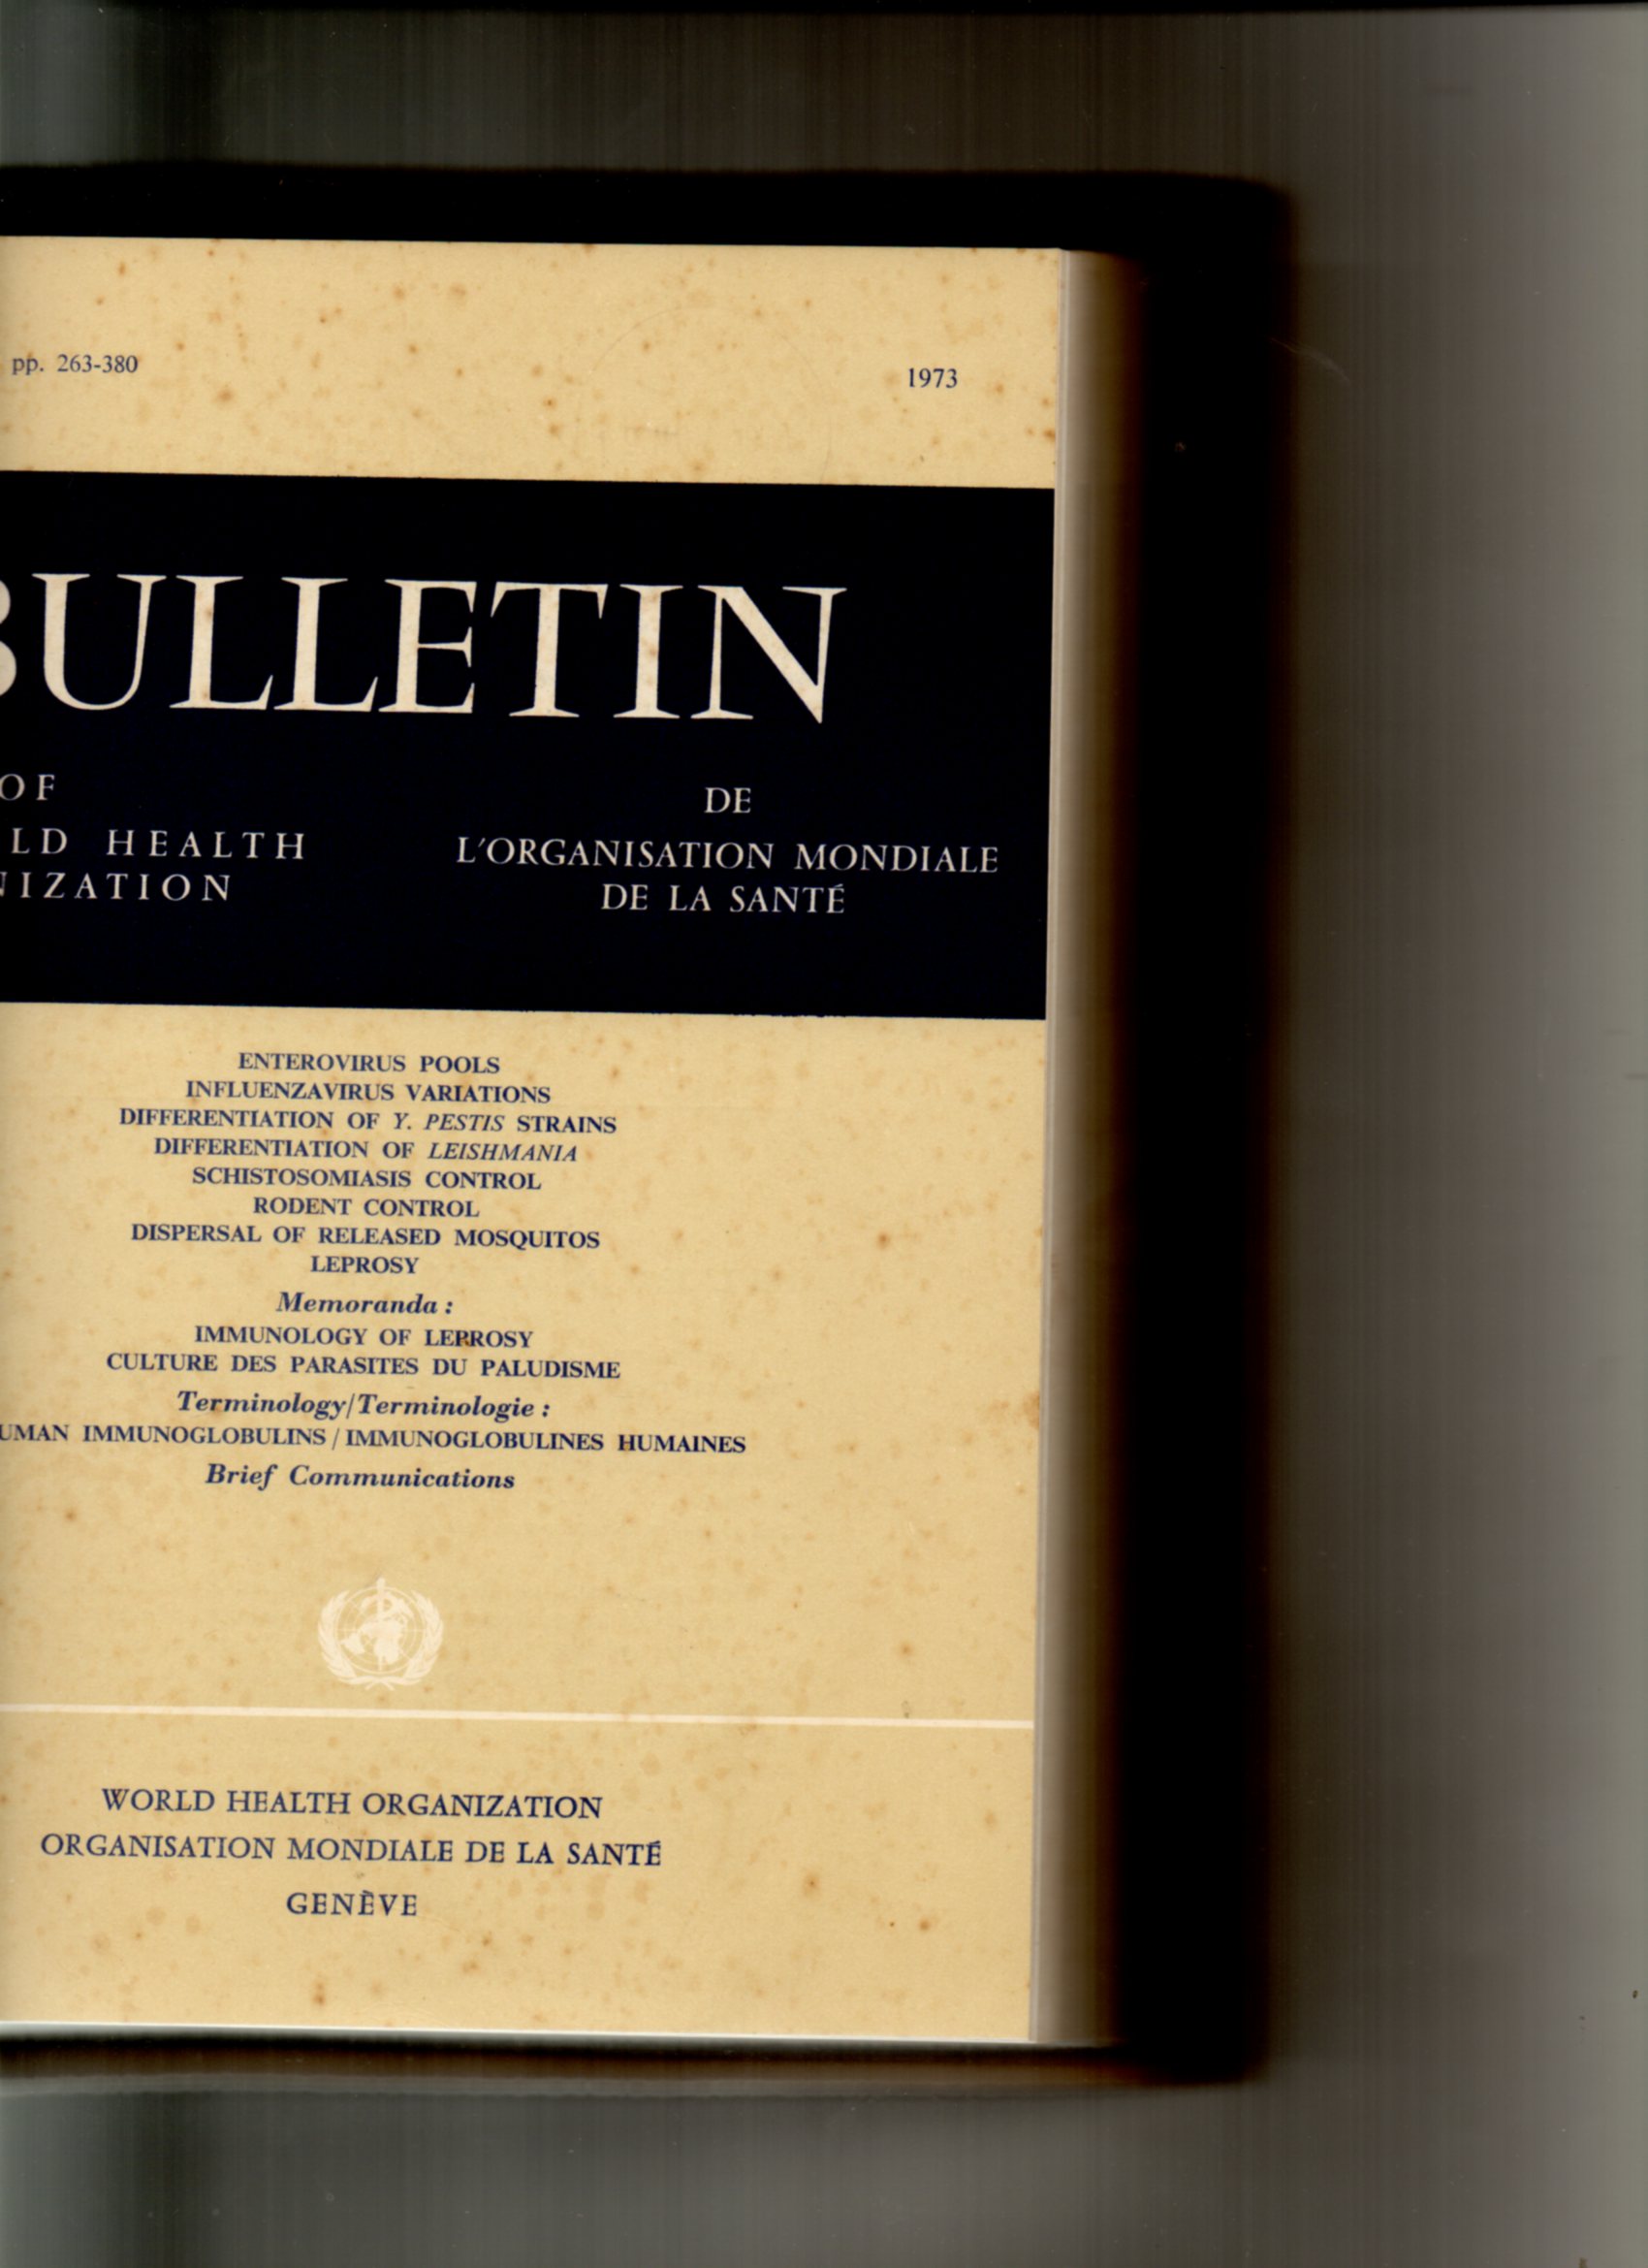 pp. 263-380
1973
BULLETIN
OF
LD HEALTH
NIZATION
DE
L'ORGANISATION MONDIALE
DE LA SANTÉ
ENTEROVIRUS POOLS
INFLUENZAVIRUS VARIATIONS
DIFFERENTIATION OF Y. PESTIS STRAINS
DIFFERENTIATION OF LEISHMANIA
SCHISTOSOMIASIS CONTROL
RODENT CONTROL
DISPERSAL OF RELEASED MOSQUITOS
LEPROSY
Memoranda :
IMMUNOLOGY OF LEPROSY
CULTURE DES PARASITES DU PALUDISME
Terminology/Terminologie :
UMAN IMMUNOGLOBULINS / IMMUNOGLOBULINES HUMAINES
Brief Communications
WORLD HEALTH ORGANIZATION
ORGANISATION MONDIALE DE LA SANTÉ
GENÈVE